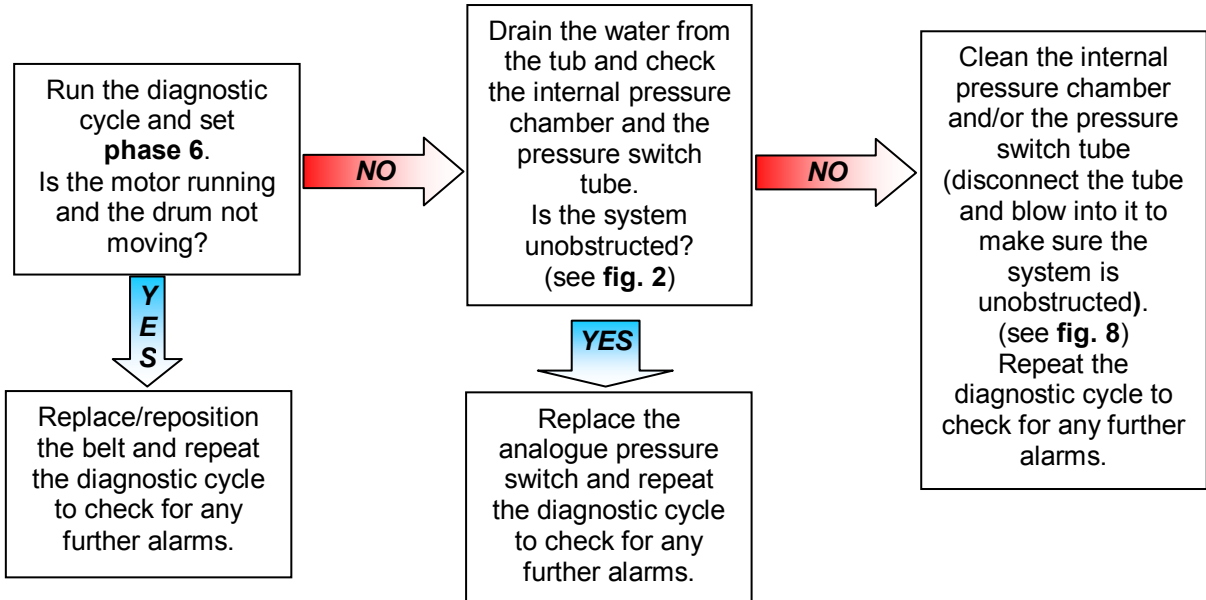 Run the diagnostic
cycle and set
phase 6.
Is the motor running
and the drum not
moving?
NO
Drain the water from
the tub and check
the internal pressure
chamber and the
pressure switch
tube.
Is the system
unobstructed?
(see fig. 2)
NO
Clean the internal
pressure chamber
and/or the pressure
switch tube
(disconnect the tube
and blow into it to
make sure the
system is
unobstructed).
(see fig. 8)
Repeat the
diagnostic cycle to
check for any further
alarms.
YES
Replace/reposition
the belt and repeat
the diagnostic cycle
to check for any
further alarms.
YES
Replace the
analogue pressure
switch and repeat
the diagnostic cycle
to check for any
further alarms.